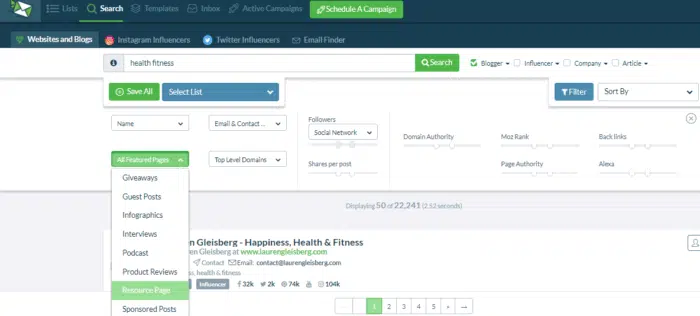 Lists Search Templates Inbox Active Campaigns Schedule A Campaign
Websites and Blogs Instagram Influencers Twitter Influencers Email Finder
health fitness Search Blogger Influencer Company Article
Save All Select List Filter Sort By
Name Email & Contact... Followers
Social Network Domain Authority Moz Rank Back links
All Featured Pages Top Level Domains Shares per post Page Authority Alexa
Giveaways
Guest Posts
Infographics
Interviews
Podcast
Product Reviews
Resource Page
Sponsored Posts
Displaying 50 of 22,241 (2.52 seconds)
en Gleisberg - Happiness, Health & Fitness
en Gleisberg at www.laurengleisberg.com
Contact Email: contact@laurengleisberg.com
ss, health & fitness
Influencer 32k 2k 74k 104k
1 2 3 4 5 » →